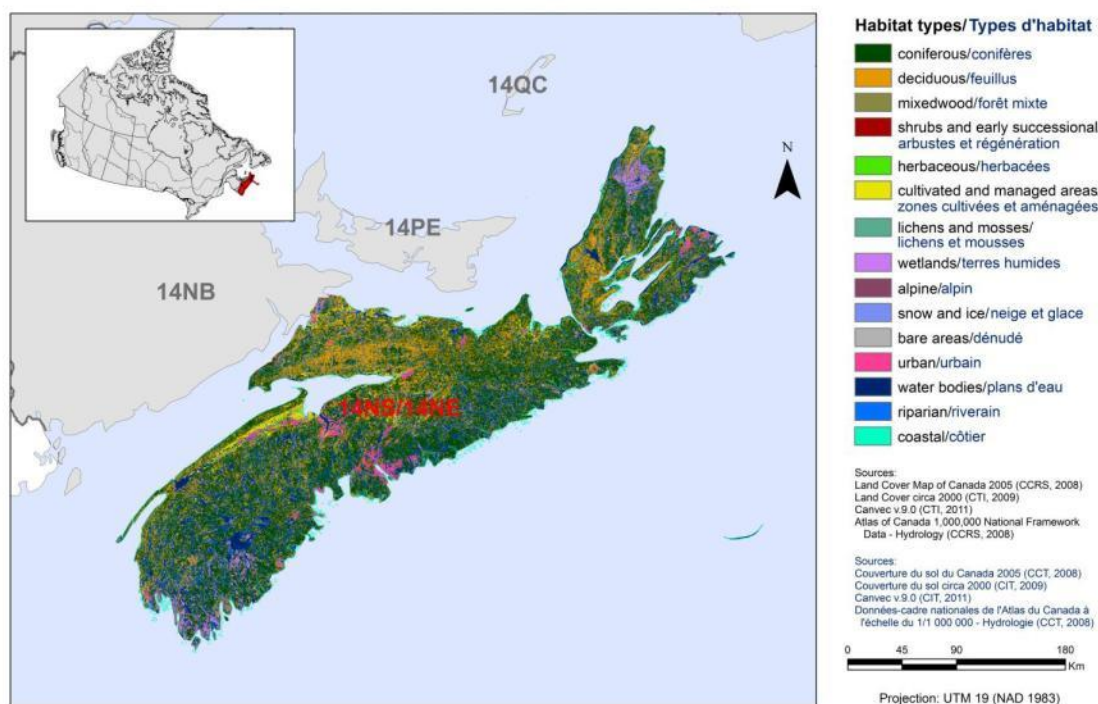 14QC
14PE
14NB
14NS/14NE
N
Habitat types/Types d'habitat
coniferous/conifères
deciduous/feuillus
mixedwood/forêt mixte
shrubs and early successional
arbustes et régénération
herbaceous/herbacées
cultivated and managed areas
zones cultivées et aménagées
lichens and mosses/
lichens et mousses
wetlands/terres humides
alpine/alpin
snow and ice/neige et glace
bare areas/dénudé
urban/urbain
water bodies/plans d'eau
riparian/riverain
coastal/côtier
Sources:
Land Cover Map of Canada 2005 (CCRS, 2008)
Land Cover circa 2000 (CTI, 2009)
Canvec v.9.0 (CTI, 2011)
Atlas of Canada 1,000,000 National Framework
Data - Hydrology (CCRS, 2008)
Sources:
Couverture du sol du Canada 2005 (CCT, 2008)
Couverture du sol circa 2000 (CIT, 2009)
Canvec v.9.0 (CIT, 2011)
Données-cadre nationales de l'Atlas du Canada à
l'échelle du 1/1 000 000 - Hydrologie (CCT, 2008)
0 45 90 180
Km
Projection: UTM 19 (NAD 1983)